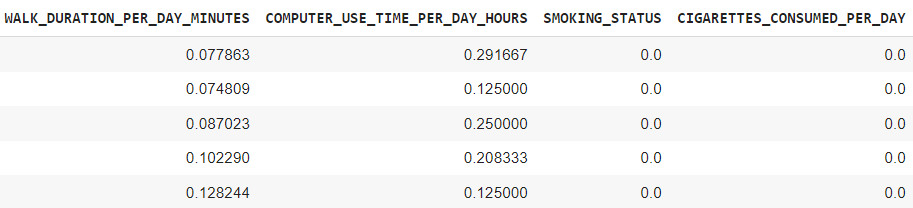 WALK_DURATION_PER_DAY_MINUTES COMPUTER_USE_TIME_PER_DAY_HOURS SMOKING_STATUS CIGARETTES_CONSUMED_PER_DAY
0.077863 0.291667 0.0 0.0
0.074809 0.125000 0.0 0.0
0.087023 0.250000 0.0 0.0
0.102290 0.208333 0.0 0.0
0.128244 0.125000 0.0 0.0